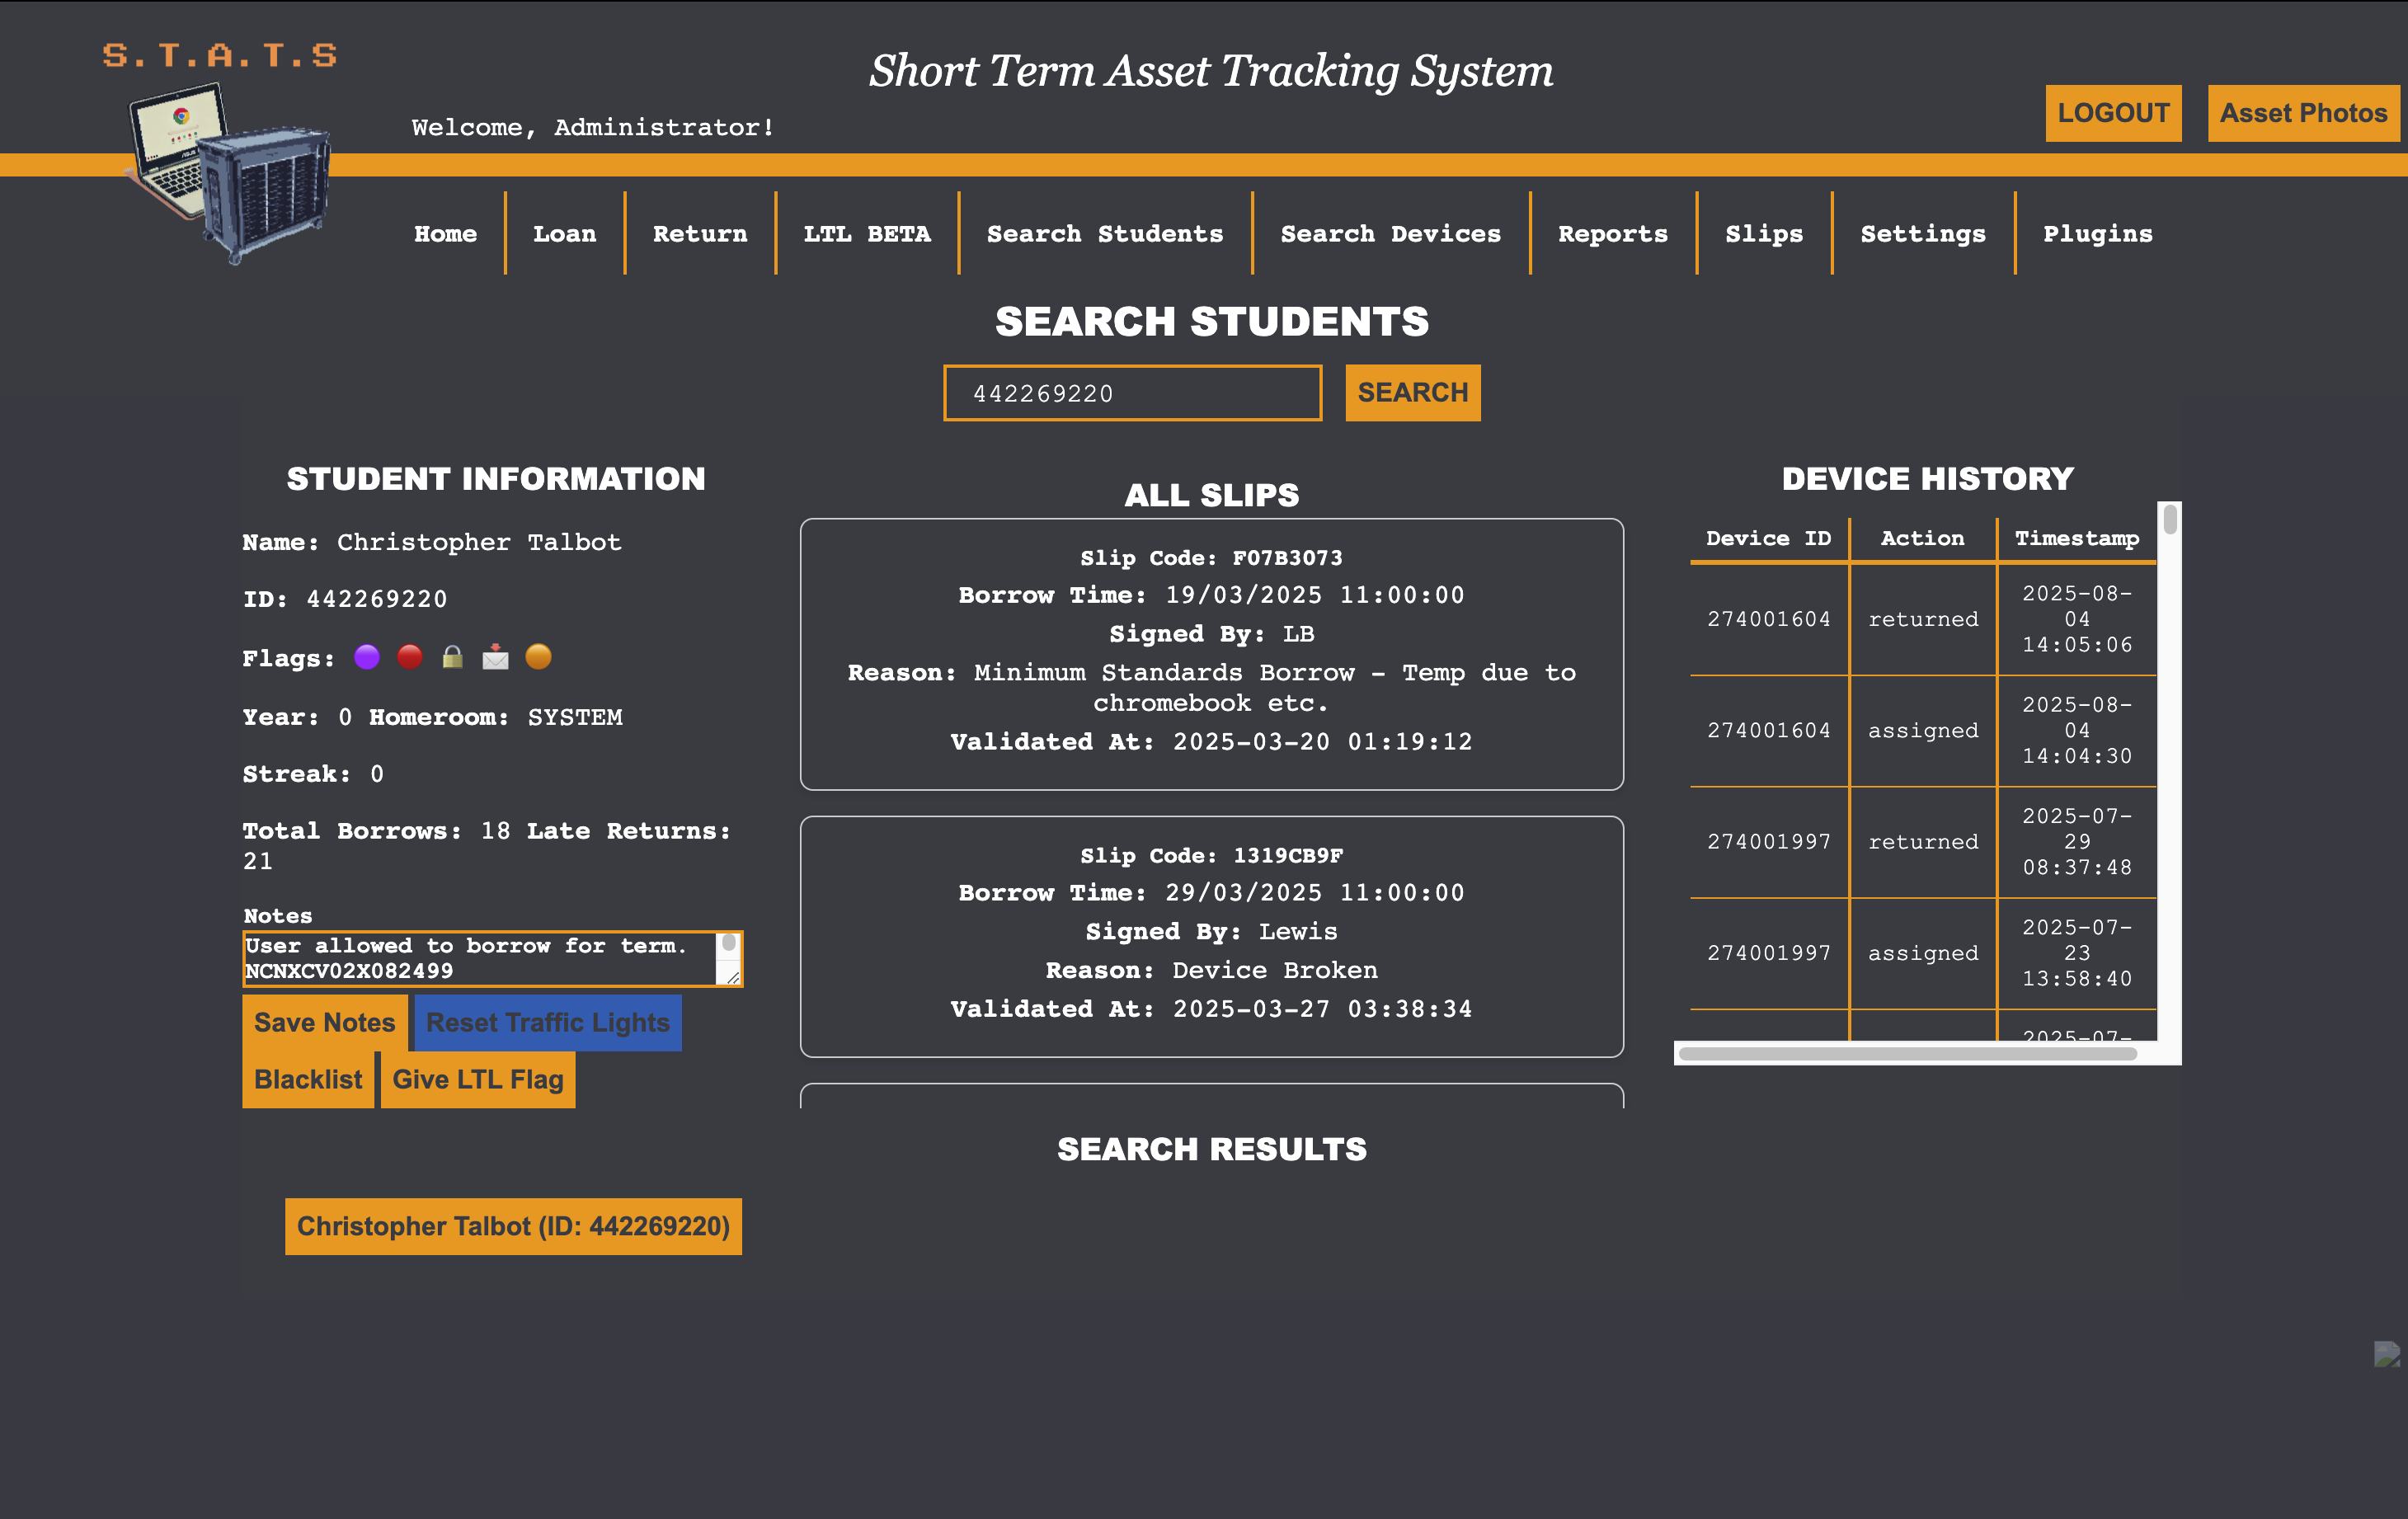 S.T.A.T.S
Short Term Asset Tracking System
Welcome, Administrator!
LOGOUT
Asset Photos
Home
Loan
Return
LTL BETA
Search Students
Search Devices
Reports
Slips
Settings
Plugins
SEARCH STUDENTS
442269220
SEARCH
STUDENT INFORMATION
Name: Christopher Talbot
ID: 442269220
Flags:
Year: 0 Homeroom: SYSTEM
Streak: 0
Total Borrows: 18 Late Returns:
21
Notes
User allowed to borrow for term.
NCNXCV02X082499
Save Notes
Reset Traffic Lights
Blacklist
Give LTL Flag
ALL SLIPS
Slip Code: F07B3073
Borrow Time: 19/03/2025 11:00:00
Signed By: LB
Reason: Minimum Standards Borrow - Temp due to
chromebook etc.
Validated At: 2025-03-20 01:19:12
Slip Code: 1319CB9F
Borrow Time: 29/03/2025 11:00:00
Signed By: Lewis
Reason: Device Broken
Validated At: 2025-03-27 03:38:34
DEVICE HISTORY
Device ID Action Timestamp
274001604 returned 2025-08-
04
14:05:06
274001604 assigned 2025-08-
04
14:04:30
274001997 returned 2025-07-
29
08:37:48
274001997 assigned 2025-07-
23
13:58:40
2025-07-
SEARCH RESULTS
Christopher Talbot (ID: 442269220)